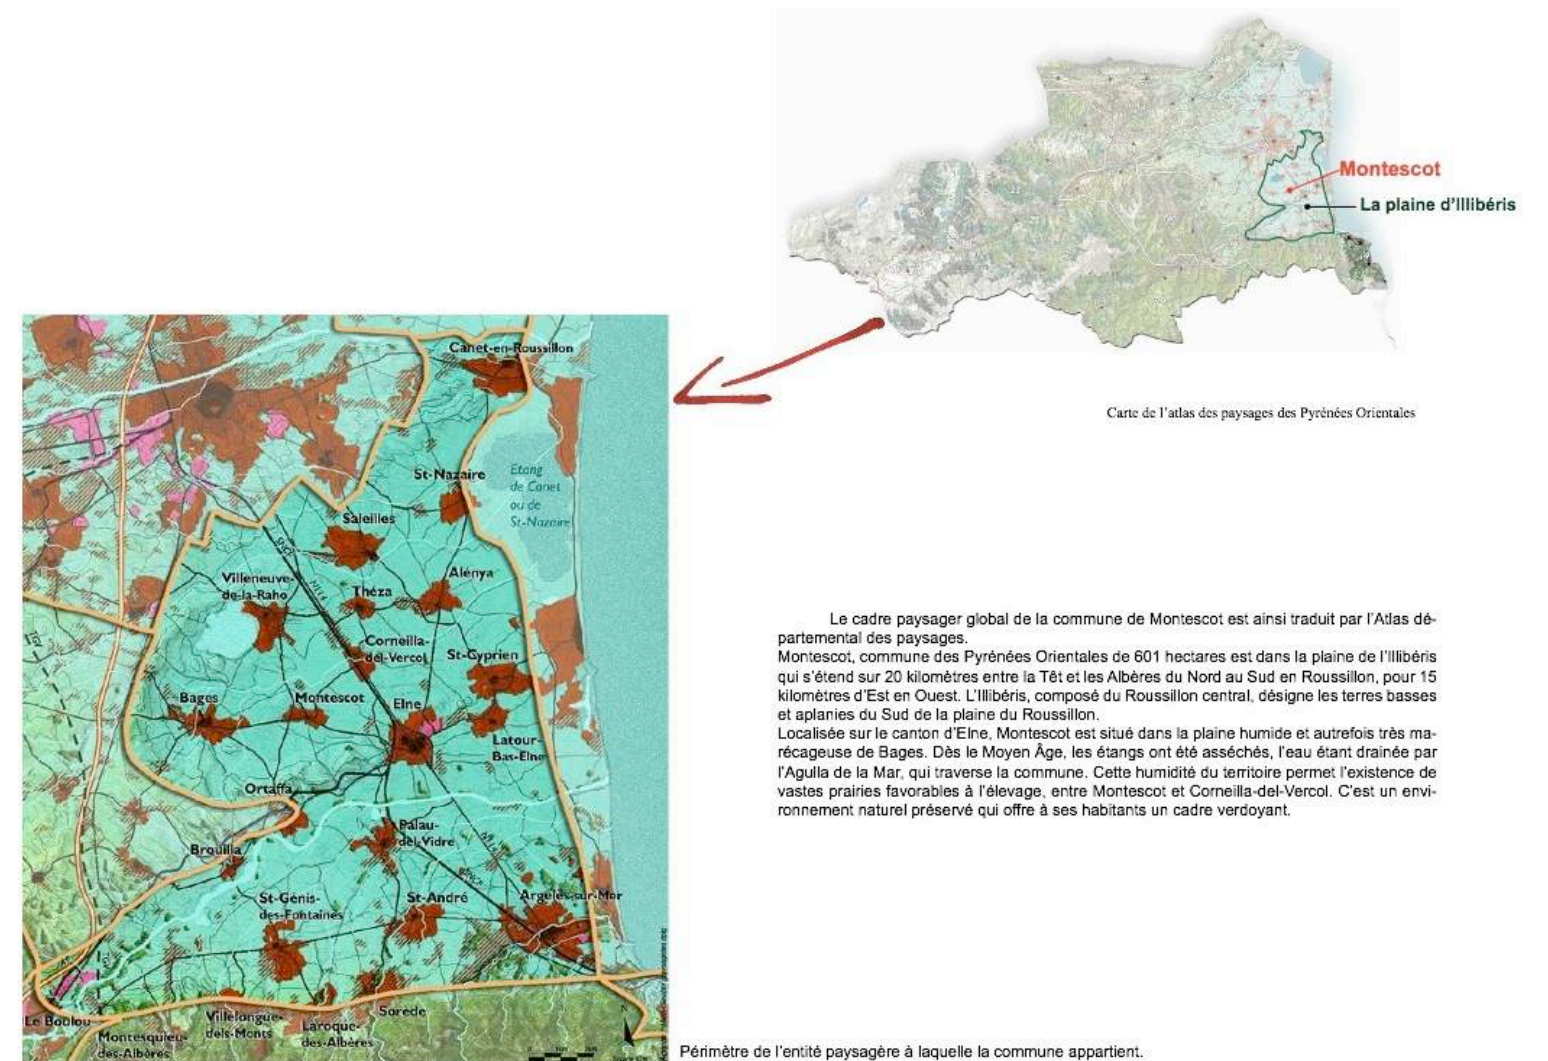 Montescot
La plaine d'Illibéris
Carte de l'atlas des paysages des Pyrénées Orientales
Canet-en-Roussillon
St-Nazaire
Etang
de Canet
ou de
St-Nazaire
Saleilles
SNCF
N114
Villeneuve-
de-la-Raho
Théza
Alénya
Corneilla-
del-Vercol
St-Cyprien
TGV
Bages
Montescot
Elne
Latour-
Bas-Elne
Ortaffa
Palau-
del-Vidre
N114
SNCF
Brouilla
St-Génis-
des-Fontaines
St-André
Argelès-sur-Mer
Le Boulou
Montesquieu-
des-Albères
Villelongue-
dels-Monts
Laroque-
des-Albères
Sorède
N
Le cadre paysager global de la commune de Montescot est ainsi traduit par l'Atlas dé-
partemental des paysages.
Montescot, commune des Pyrénées Orientales de 601 hectares est dans la plaine de l'Illibéris
qui s'étend sur 20 kilomètres entre la Têt et les Albères du Nord au Sud en Roussillon, pour 15
kilomètres d'Est en Ouest. L'Illibéris, composé du Roussillon central, désigne les terres basses
et aplanies du Sud de la plaine du Roussillon.
Localisée sur le canton d'Elne, Montescot est situé dans la plaine humide et autrefois très ma-
récageuse de Bages. Dès le Moyen Âge, les étangs ont été asséchés, l'eau étant drainée par
l'Agulla de la Mar, qui traverse la commune. Cette humidité du territoire permet l'existence de
vastes prairies favorables à l'élevage, entre Montescot et Corneilla-del-Vercol. C'est un envi-
ronnement naturel préservé qui offre à ses habitants un cadre verdoyant.
Périmètre de l'entité paysagère à laquelle la commune appartient.